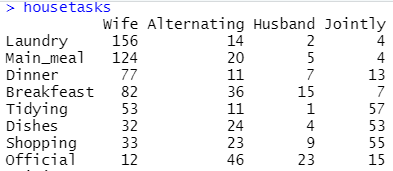 > housetasks
Wife Alternating Husband Jointly
Laundry 156 14 2 4
Main_meal 124 20 5 4
Dinner 77 11 7 13
Breakfeast 82 36 15 7
Tidying 53 11 1 57
Dishes 32 24 4 53
Shopping 33 23 9 55
Official 12 46 23 15